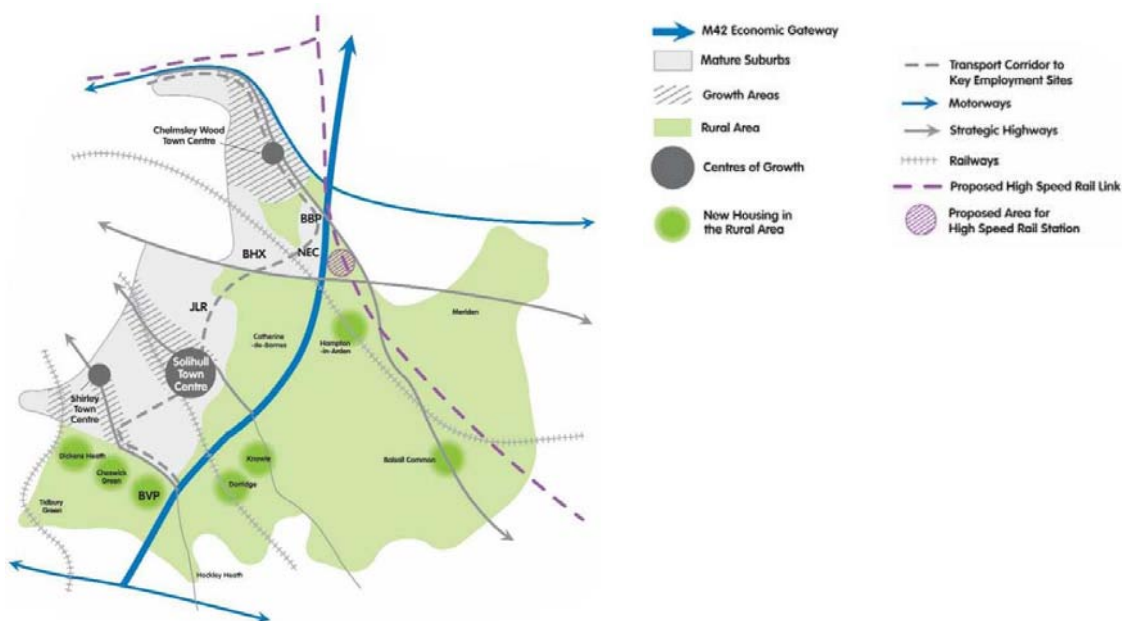 Chelmsley Wood
Town Centre
BBP
BHX
NEC
JLR
Meriden
Catherine
-de-Barnes
Hampton
-in-Arden
Solihull
Town
Centre
Shirley
Town
Centre
Dickens Heath
Cheswick
Green
BVP
Knowle
Dorridge
Balsall Common
Tidbury
Green
Hockley Heath
M42 Economic Gateway
Mature Suburbs
Growth Areas
Rural Area
Centres of Growth
New Housing in
the Rural Area
Transport Corridor to
Key Employment Sites
Motorways
Strategic Highways
Railways
Proposed High Speed Rail Link
Proposed Area for
High Speed Rail Station